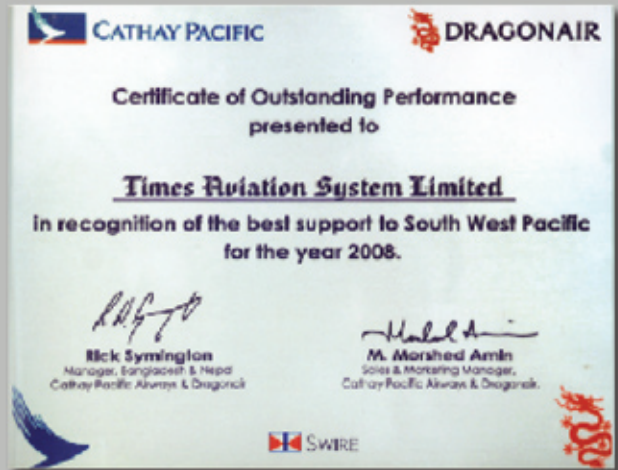 CATHAY PACIFIC
DRAGONAIR
Certificate of Outstanding Performance
presented to
Times Aviation System Limited
in recognition of the best support to South West Pacific
for the year 2008.
Rick Symington
Manager, Bangladesh & Nepal
Cathay Pacific Airways & Dragonair
M. Morshed Amin
Sales & Marketing Manager,
Cathay Pacific Airways & Dragonair.
SWIRE